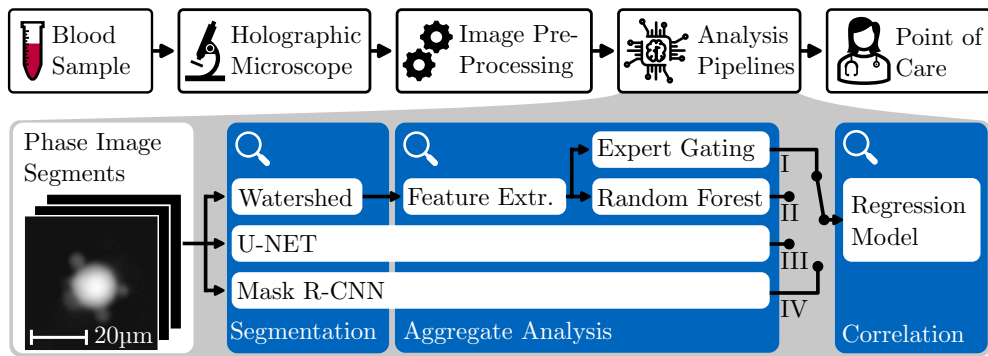 Blood
Sample
Holographic
Microscope
Image Pre-
Processing
Analysis
Pipelines
Point of
Care
Phase Image
Segments
20µm
Watershed
Feature Extr.
Expert Gating
Random Forest
U-NET
Mask R-CNN
I
II
III
IV
Regression
Model
Segmentation
Aggregate Analysis
Correlation